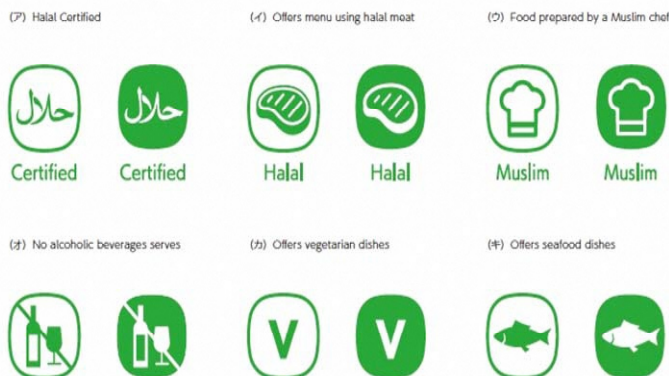 (ア) Halal Certified
(イ) Offers menu using halal meat
(ウ) Food prepared by a Muslim chef
حلال
حلال
Certified
Certified
Halal
Halal
Muslim
Muslim
(オ) No alcoholic beverages serves
(カ) Offers vegetarian dishes
(キ) Offers seafood dishes
V
V